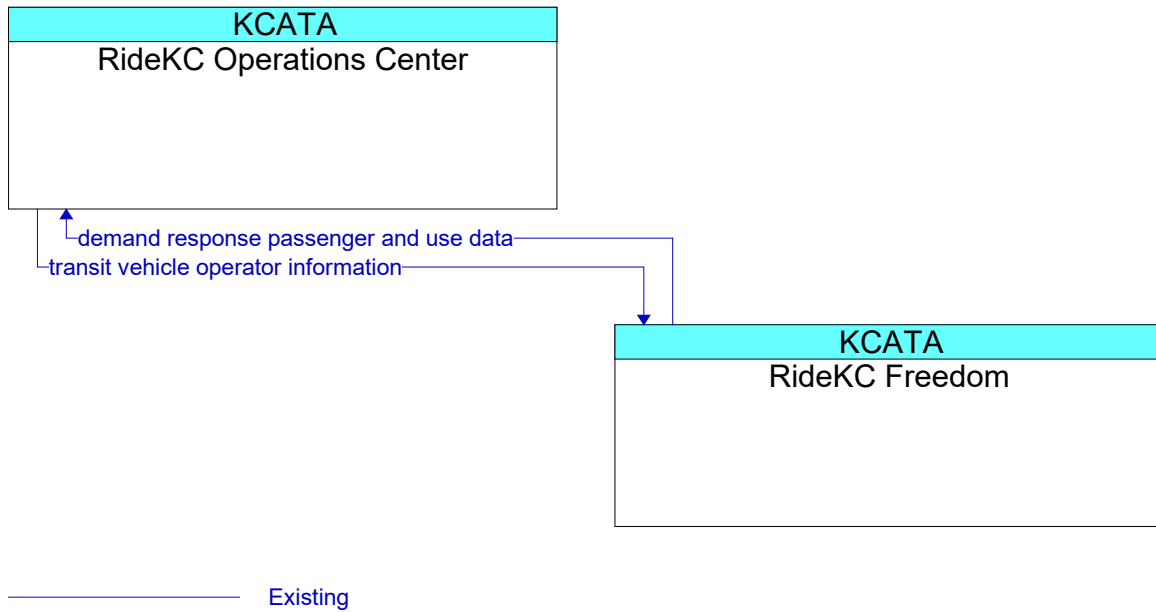 KCATA
RideKC Operations Center
demand response passenger and use data
transit vehicle operator information
KCATA
RideKC Freedom
Existing